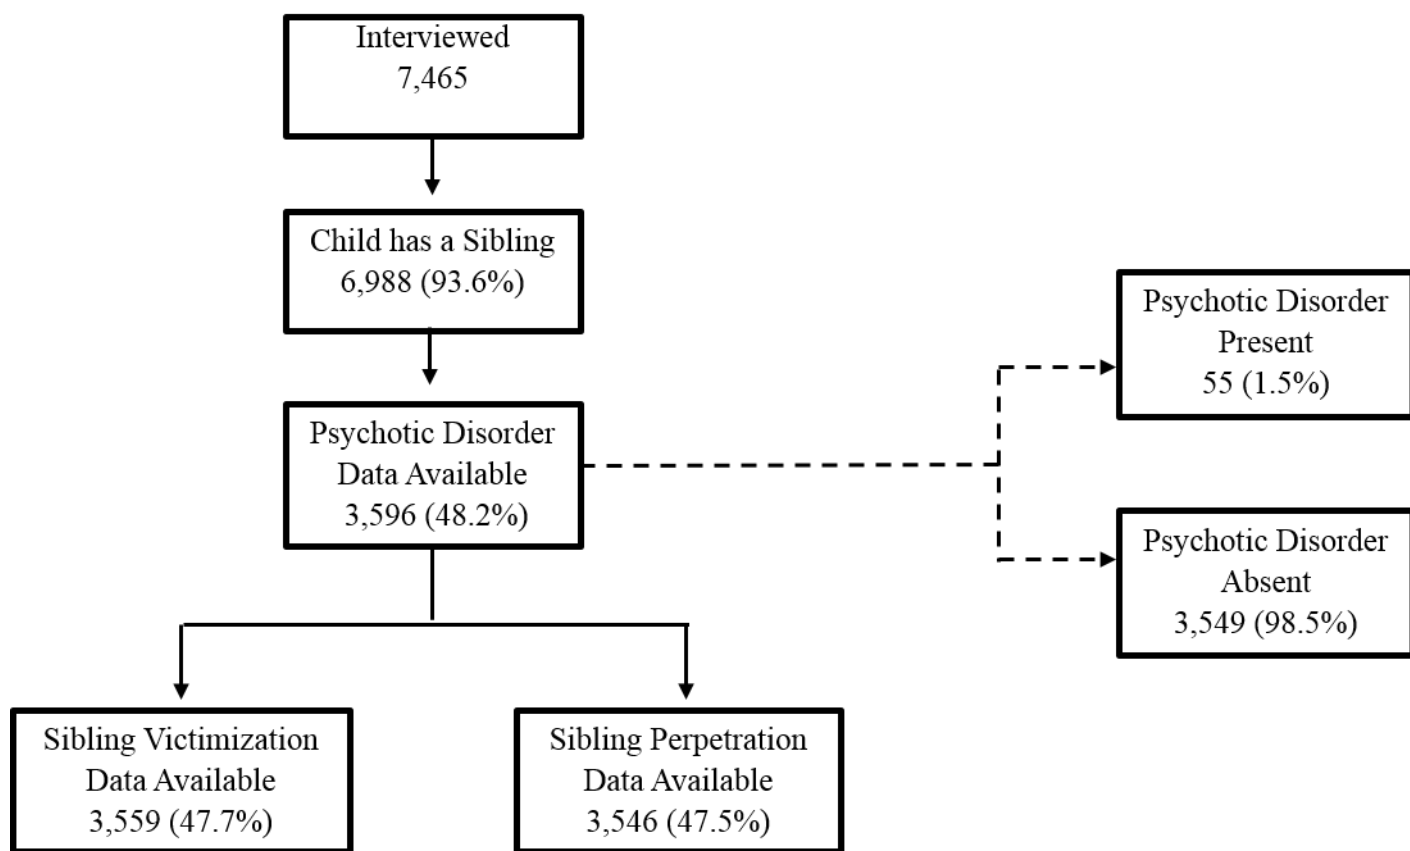 Interviewed
7,465
Child has a Sibling
6,988 (93.6%)
Psychotic Disorder
Data Available
3,596 (48.2%)
Psychotic Disorder
Present
55 (1.5%)
Psychotic Disorder
Absent
3,549 (98.5%)
Sibling Victimization
Data Available
3,559 (47.7%)
Sibling Perpetration
Data Available
3,546 (47.5%)